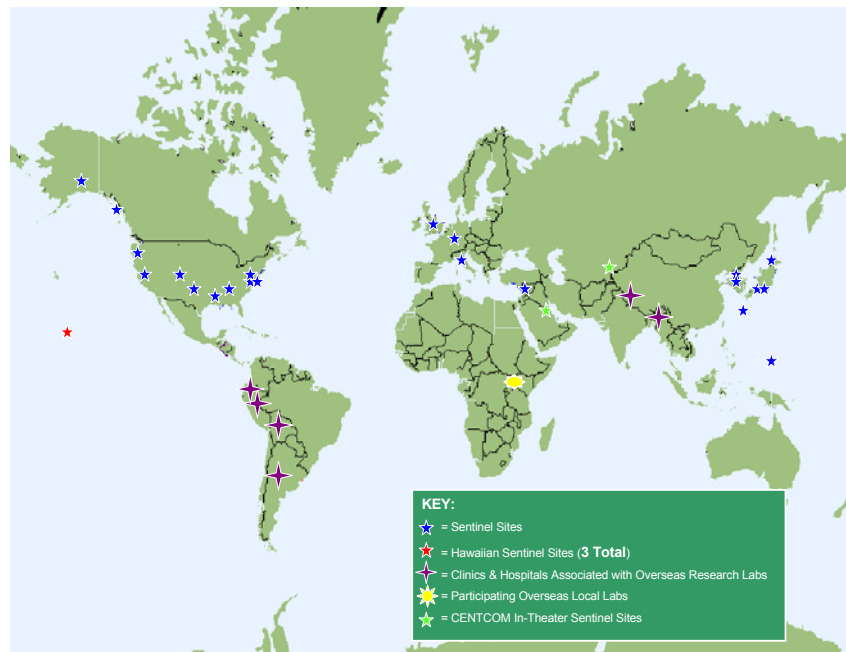 KEY:
= Sentinel Sites
= Hawaiian Sentinel Sites (3 Total)
= Clinics & Hospitals Associated with Overseas Research Labs
= Participating Overseas Local Labs
= CENTCOM In-Theater Sentinel Sites